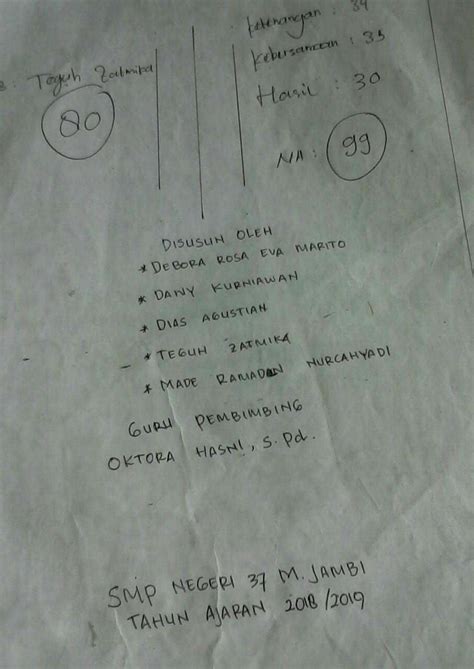 Ketenangan : 34
Kebersamaan : 35
Teguh Zatmika
Hasil : 30
80
NA : 99
DISUSUN OLEH
* DEBORA ROSA EVA MARITO
* DANY KURNIAWAN
* DIAS AGUSTIAN
* TEGUH ZATMIKA
* MADE RAMADAN NURCAHYADI
GURU PEMBIMBING
OKTORA HASNI, S.Pd.
SMP NEGERI 37 M. JAMBI
TAHUN AJARAN 2018/2019